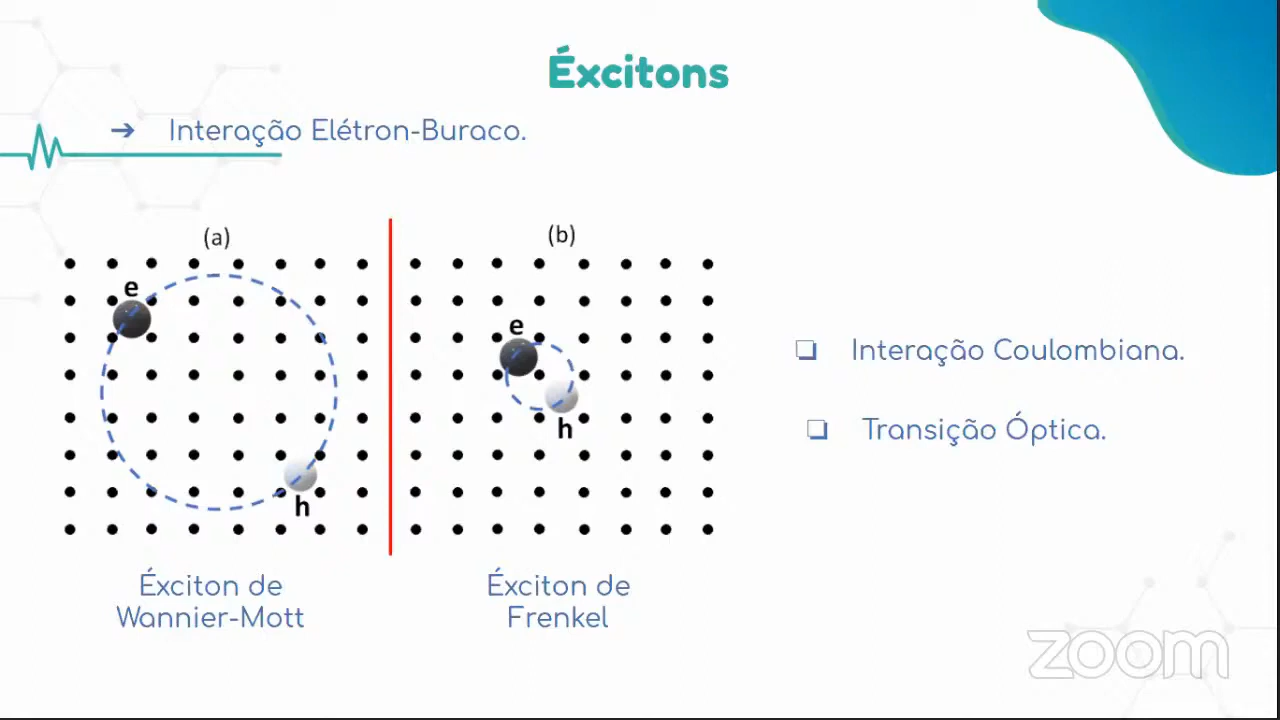 Éxcitons
➔ Interação Elétron-Buraco.
(a)
(b)
e
h
e
h
❏ Interação Coulombiana.
❏ Transição Óptica.
Éxciton de
Wannier-Mott
Éxciton de
Frenkel
zoom